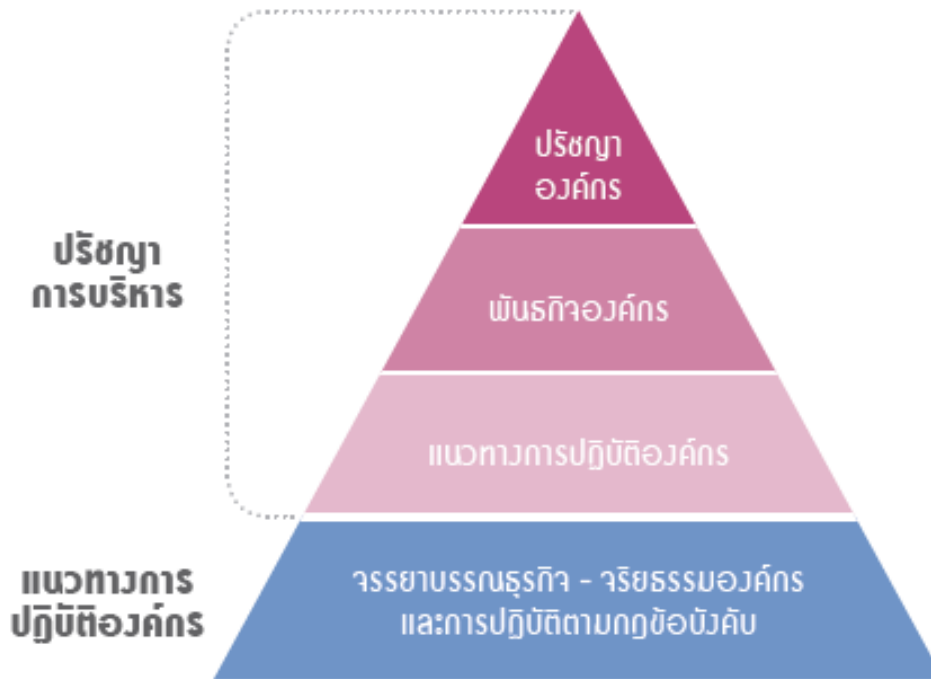 ปรัชญา
องค์กร
ปรัชญา
การบริหาร
พันธกิจองค์กร
แนวทางการปฏิบัติองค์กร
แนวทางการ
ปฏิบัติองค์กร
จรรยาบรรณธุรกิจ - จริยธรรมองค์กร
และการปฏิบัติตามกฎข้อบังคับ